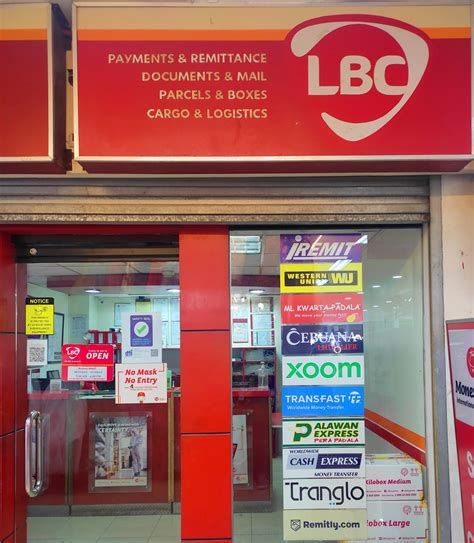 PAYMENTS & REMITTANCE
DOCUMENTS & MAIL
PARCELS & BOXES
CARGO & LOGISTICS
LBC
NOTICE
LBC
OPEN
No Mask
No Entry
iREMIT
WESTERN UNION WU
ML KWARTA PADALA
CEBUANA
LHUILLIER
xoom
TRANSFAST
Worldwide Money Transfer
PALAWAN
EXPRESS
PERA PADALA
WORLDWIDE
CASH EXPRESS
MONEY TRANSFER
Tranglo
Remitly.com
Kilobox Medium
Kilobox Large